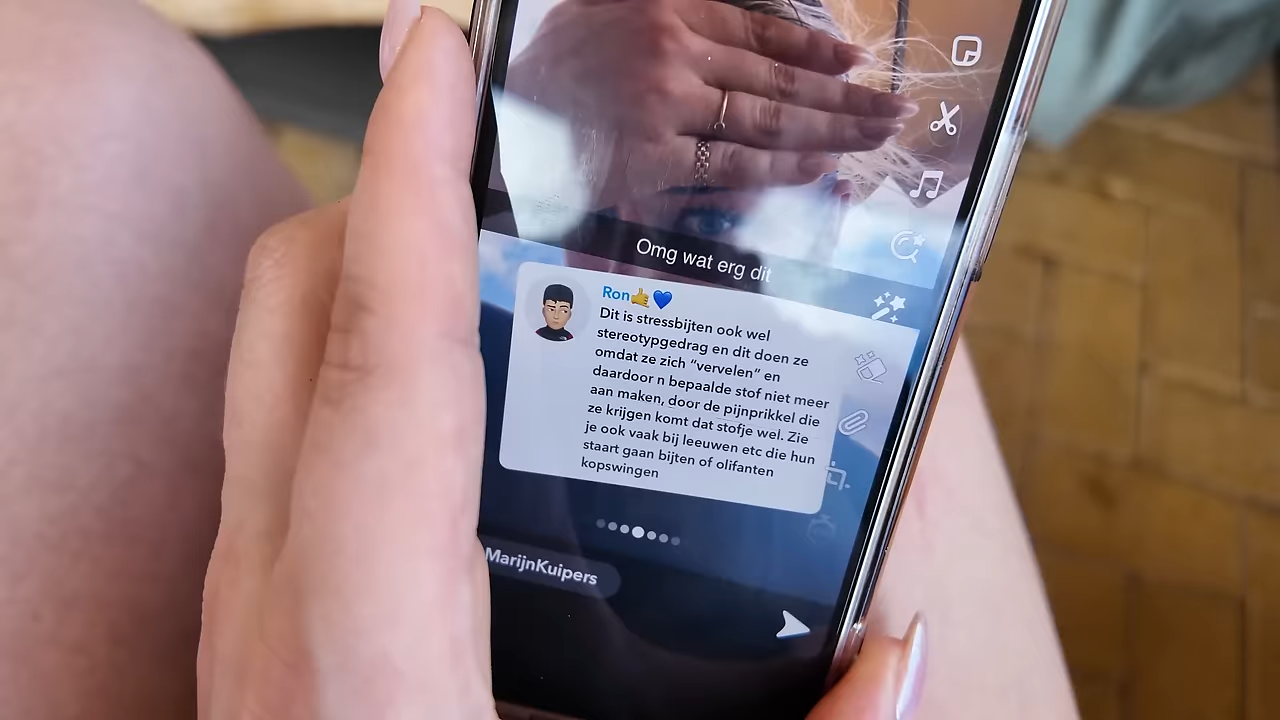 Omg wat erg dit
Ron🤙💙
Dit is stressbijten ook wel
stereotypgedrag en dit doen ze
omdat ze zich “vervelen” en
daardoor n bepaalde stof niet meer
aan maken, door de pijnprikkel die
ze krijgen komt dat stofje wel. Zie
je ook vaak bij leeuwen etc die hun
staart gaan bijten of olifanten
kopswingen
MarijnKuipers